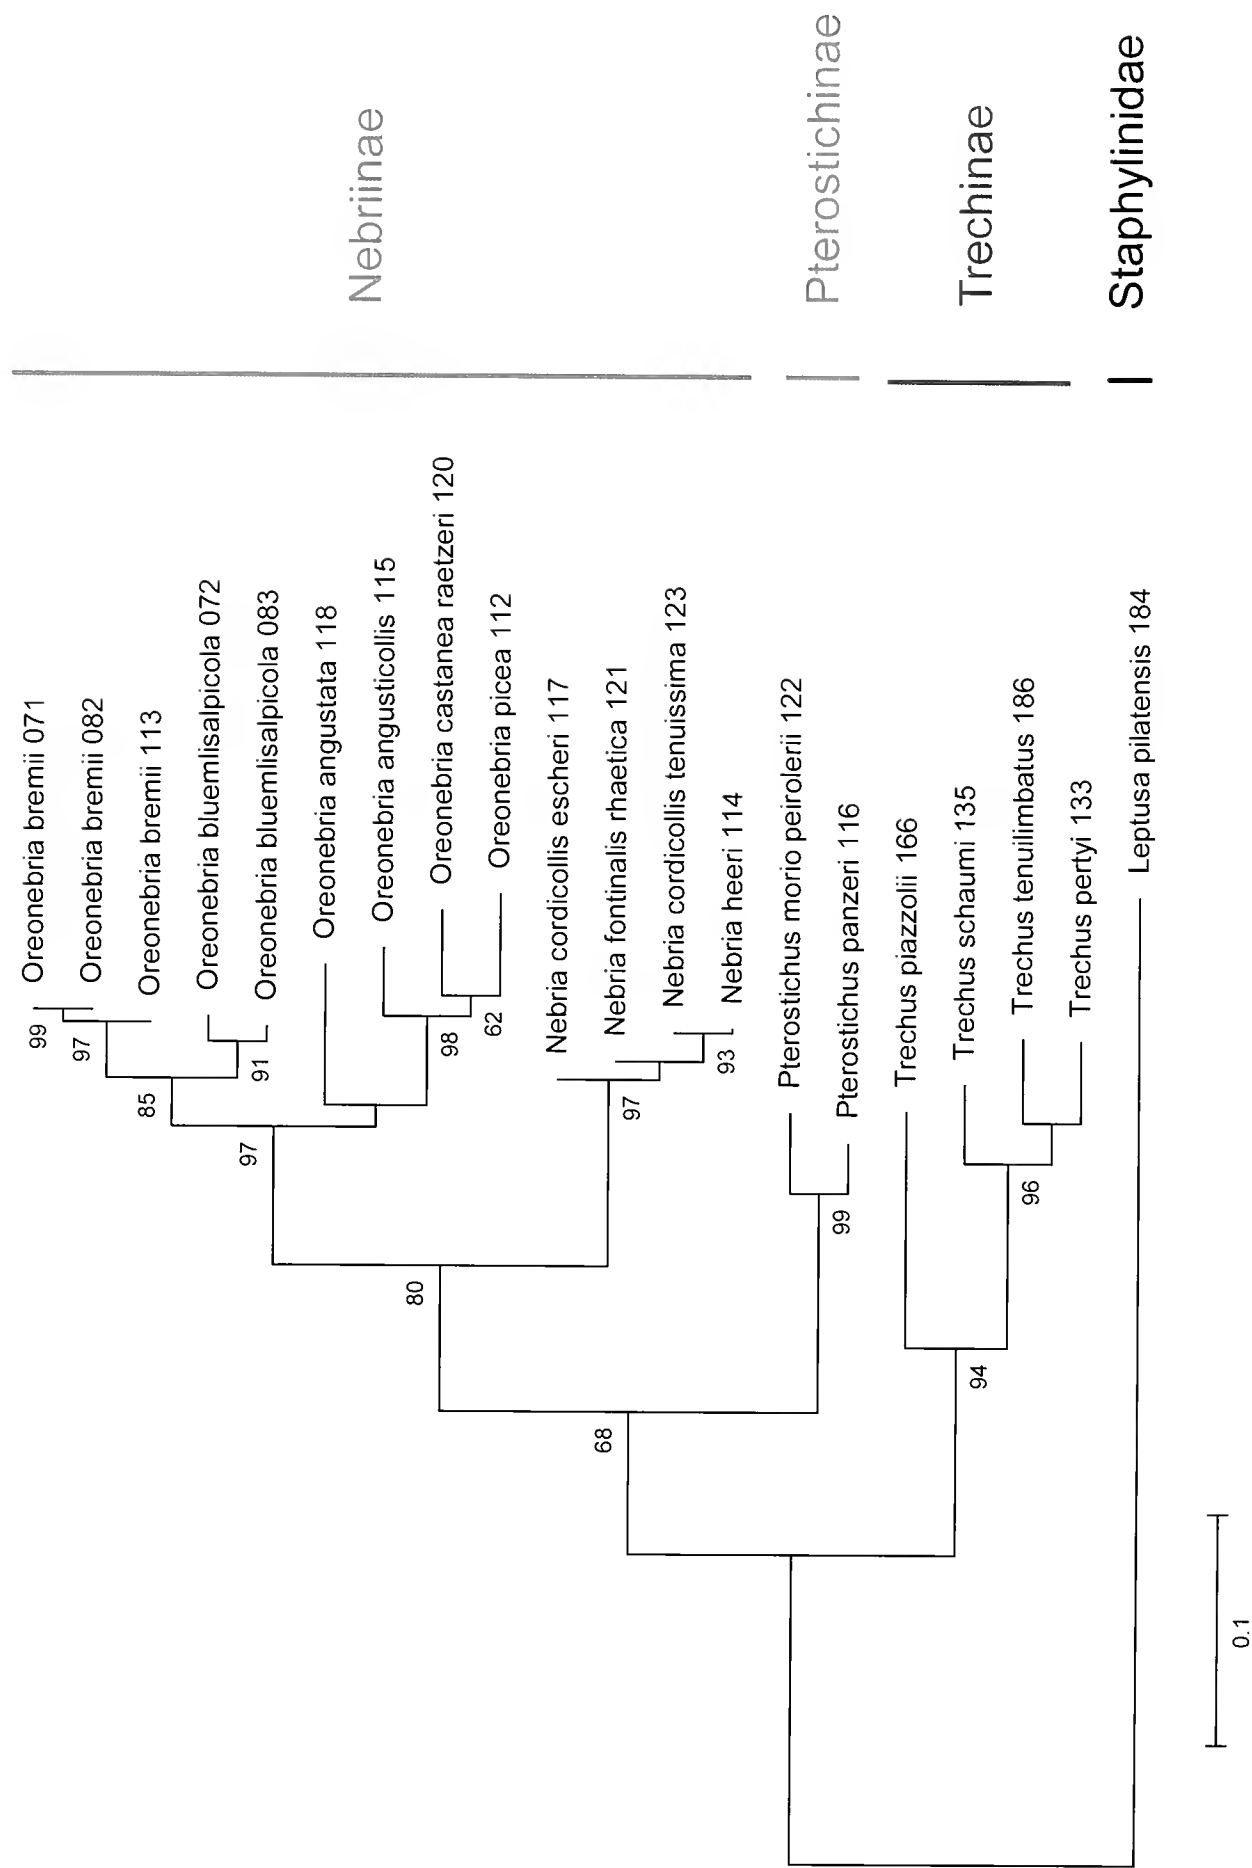 Oreonebria bremii 071
Oreonebria bremii 082
Oreonebria bremii 113
Oreonebria bluemlisalpicola 072
Oreonebria bluemlisalpicola 083
Oreonebria angustata 118
Oreonebria angusticollis 115
Oreonebria castanea raetzeri 120
Oreonebria picea 112
Nebria cordicollis escheri 117
Nebria fontinalis rhaetica 121
Nebria cordicollis tenuissima 123
Nebria heeri 114
Pterostichus morio peirolerii 122
Pterostichus panzeri 116
Trechus piazzolii 166
Trechus schaumi 135
Trechus tenuilimbatus 186
Trechus pertyi 133
Leptusa pilatensis 184
Nebriinae
Pterostichinae
Trechinae
Staphylinidae
99
97
85
91
97
98
62
80
97
93
68
99
94
96
0.1